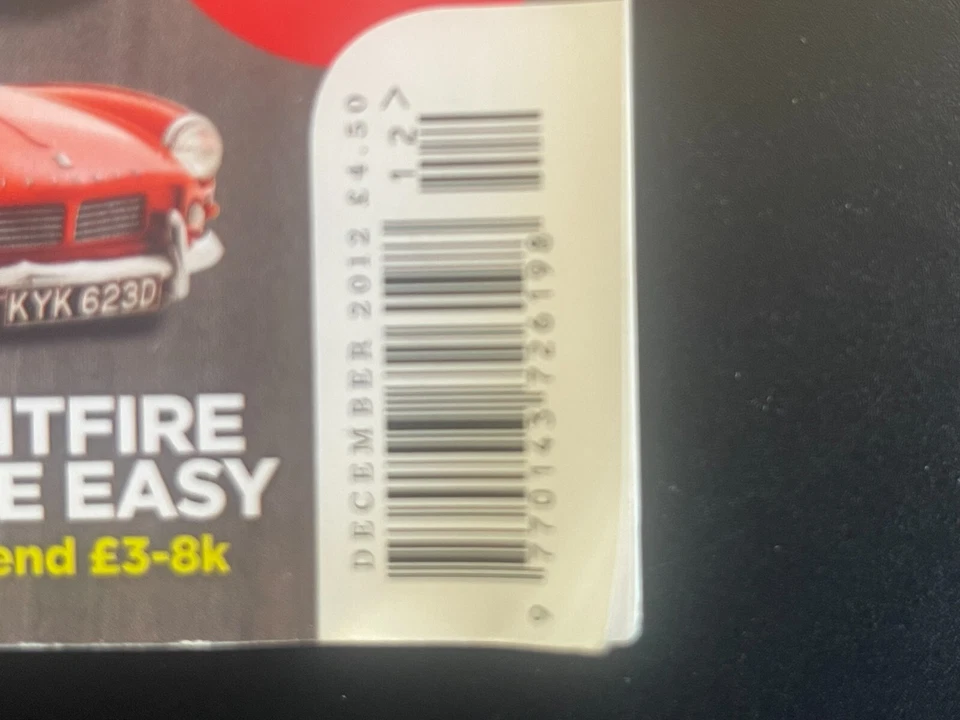 KYK 623D
ITFIRE
E EASY
end £3-8k
DECEMBER 2012 £4.50
12>
9 770143 726198